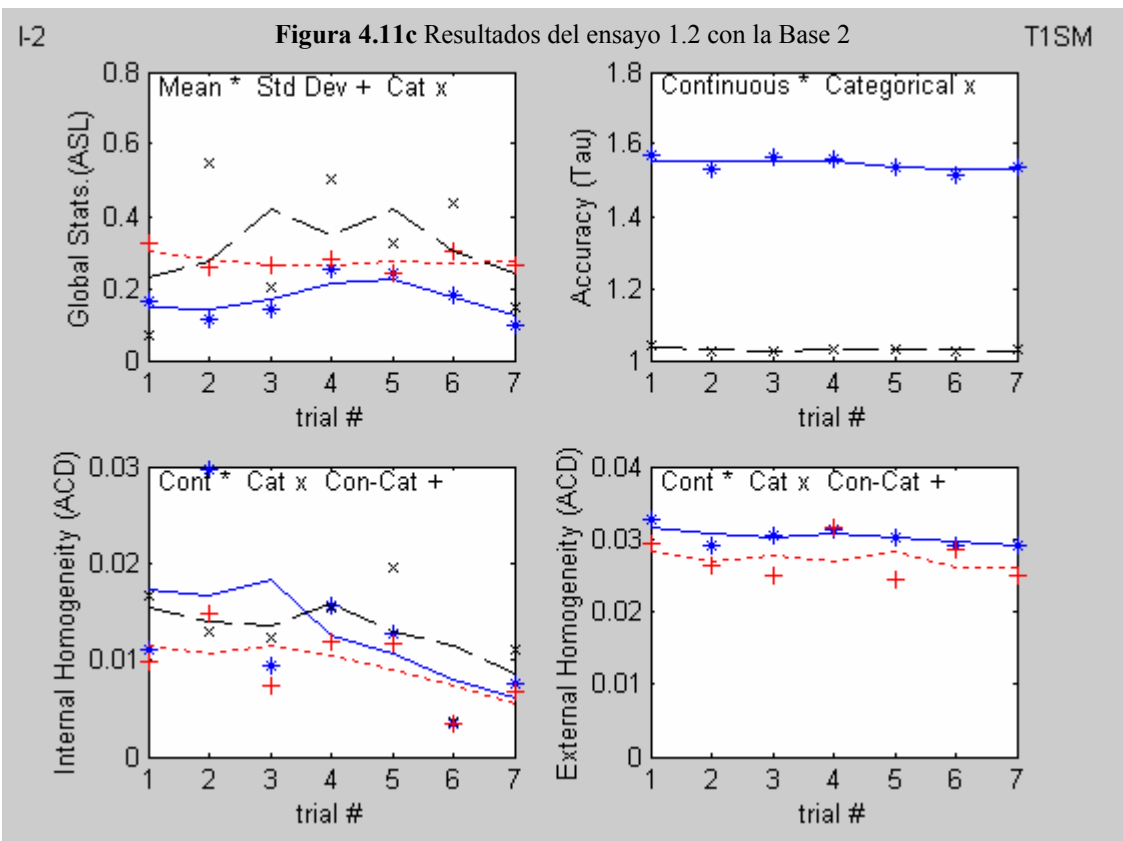 I-2
Figura 4.11c Resultados del ensayo 1.2 con la Base 2
T1SM
Mean * Std Dev + Cat x
Global Stats.(ASL)
0.8
0.6
0.4
0.2
0
1 2 3 4 5 6 7
trial #
Continuous * Categorical x
Accuracy (Tau)
1.8
1.6
1.4
1.2
1
1 2 3 4 5 6 7
trial #
Cont * Cat x Con-Cat +
Internal Homogeneity (ACD)
0.03
0.02
0.01
0
1 2 3 4 5 6 7
trial #
Cont * Cat x Con-Cat +
External Homogeneity (ACD)
0.04
0.03
0.02
0.01
0
1 2 3 4 5 6 7
trial #